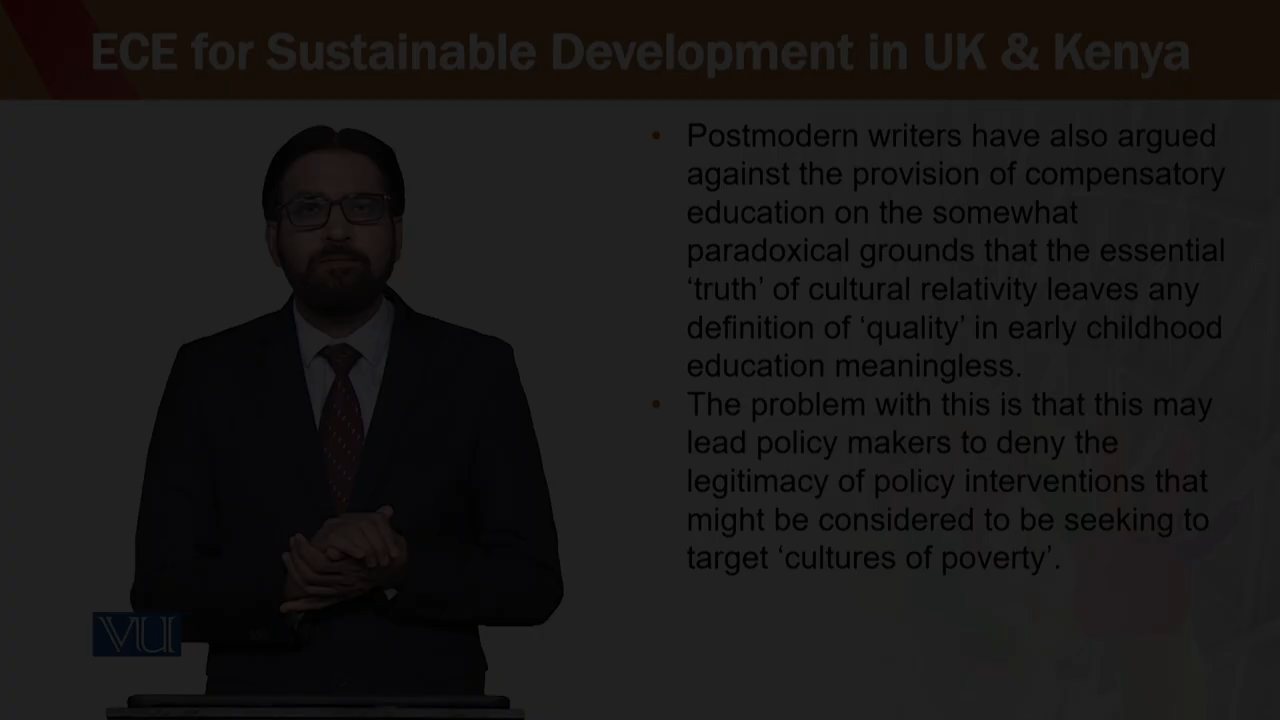 ECE for Sustainable Development in UK & Kenya
• Postmodern writers have also argued
against the provision of compensatory
education on the somewhat
paradoxical grounds that the essential
‘truth’ of cultural relativity leaves any
definition of ‘quality’ in early childhood
education meaningless.
• The problem with this is that this may
lead policy makers to deny the
legitimacy of policy interventions that
might be considered to be seeking to
target ‘cultures of poverty’.
VU